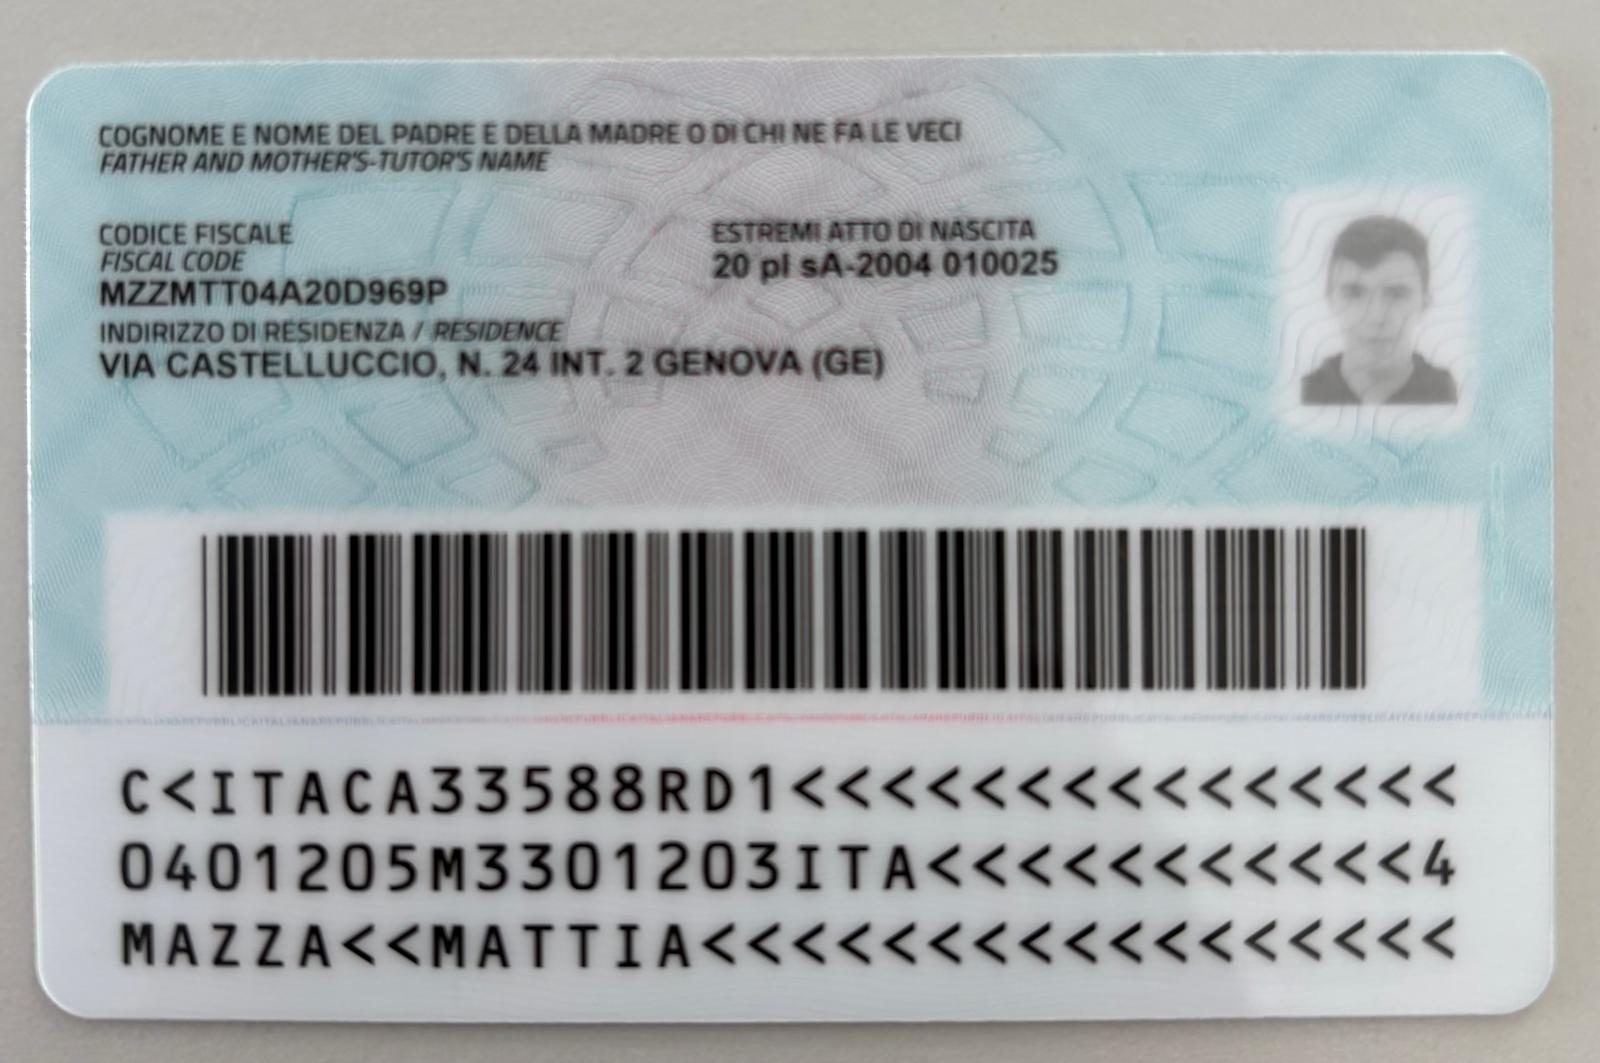 COGNOME E NOME DEL PADRE E DELLA MADRE O DI CHI NE FA LE VECI
FATHER AND MOTHER'S-TUTOR'S NAME
CODICE FISCALE
FISCAL CODE
MZZMTT04A20D969P
ESTREMI ATTO DI NASCITA
20 pI sA-2004 010025
INDIRIZZO DI RESIDENZA / RESIDENCE
VIA CASTELLUCCIO, N. 24 INT. 2 GENOVA (GE)
C<ITACA33588RD1<<<<<<<<<<<<<<<
0401205M3301203ITA<<<<<<<<<<<4
MAZZA<<MATTIA<<<<<<<<<<<<<<<<<